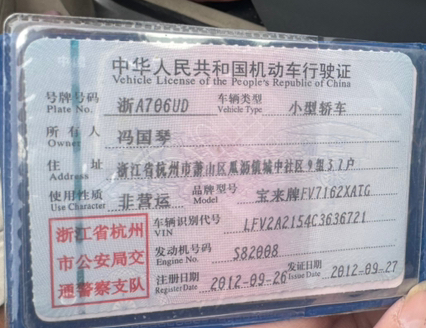 中华人民共和国机动车行驶证
Vehicle License of the People's Republic of China
号牌号码 浙A706UD 车辆类型 小型轿车
Plate No. Vehicle Type
所有人 冯国琴
Owner
住址 浙江省杭州市萧山区瓜沥镇城中社区9组37户
Address
使用性质 非营运 品牌型号 宝来牌FV7162XATG
Use Character Model
车辆识别代号 LFV2A2154C3636721
VIN
发动机号码 S82008
Engine No.
注册日期 2012-09-26 发证日期 2012-09-27
Register Date Issue Date
浙江省杭州
市公安局交
通警察支队